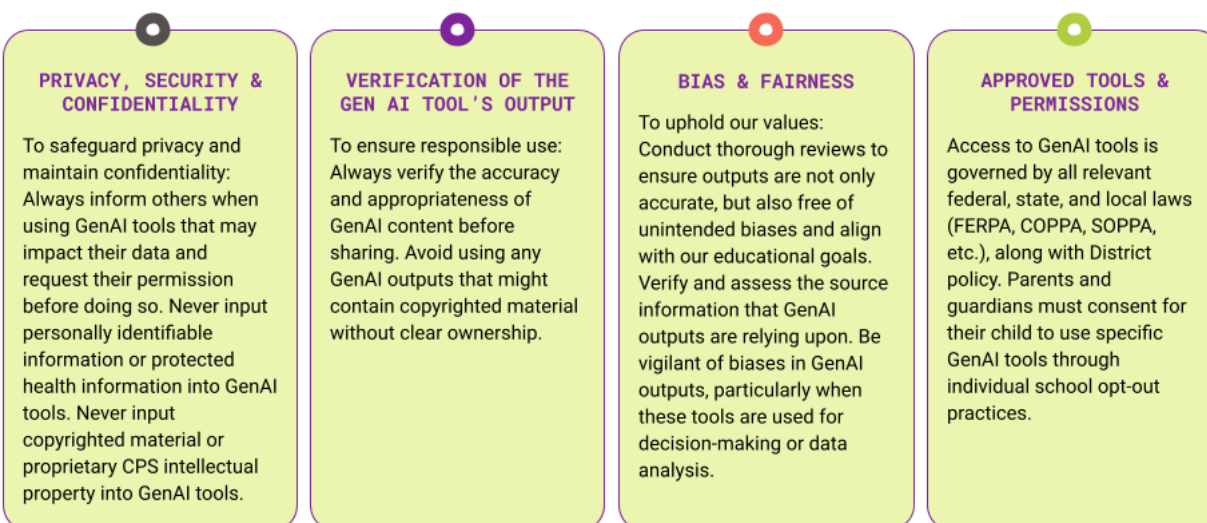 PRIVACY, SECURITY &
CONFIDENTIALITY
To safeguard privacy and
maintain confidentiality:
Always inform others when
using GenAI tools that may
impact their data and
request their permission
before doing so. Never input
personally identifiable
information or protected
health information into GenAI
tools. Never input
copyrighted material or
proprietary CPS intellectual
property into GenAI tools.
VERIFICATION OF THE
GEN AI TOOL'S OUTPUT
To ensure responsible use:
Always verify the accuracy
and appropriateness of
GenAI content before
sharing. Avoid using any
GenAI outputs that might
contain copyrighted material
without clear ownership.
BIAS & FAIRNESS
To uphold our values:
Conduct thorough reviews to
ensure outputs are not only
accurate, but also free of
unintended biases and align
with our educational goals.
Verify and assess the source
information that GenAI
outputs are relying upon. Be
vigilant of biases in GenAI
outputs, particularly when
these tools are used for
decision-making or data
analysis.
APPROVED TOOLS &
PERMISSIONS
Access to GenAI tools is
governed by all relevant
federal, state, and local laws
(FERPA, COPPA, SOPPA,
etc.), along with District
policy. Parents and
guardians must consent for
their child to use specific
GenAI tools through
individual school opt-out
practices.